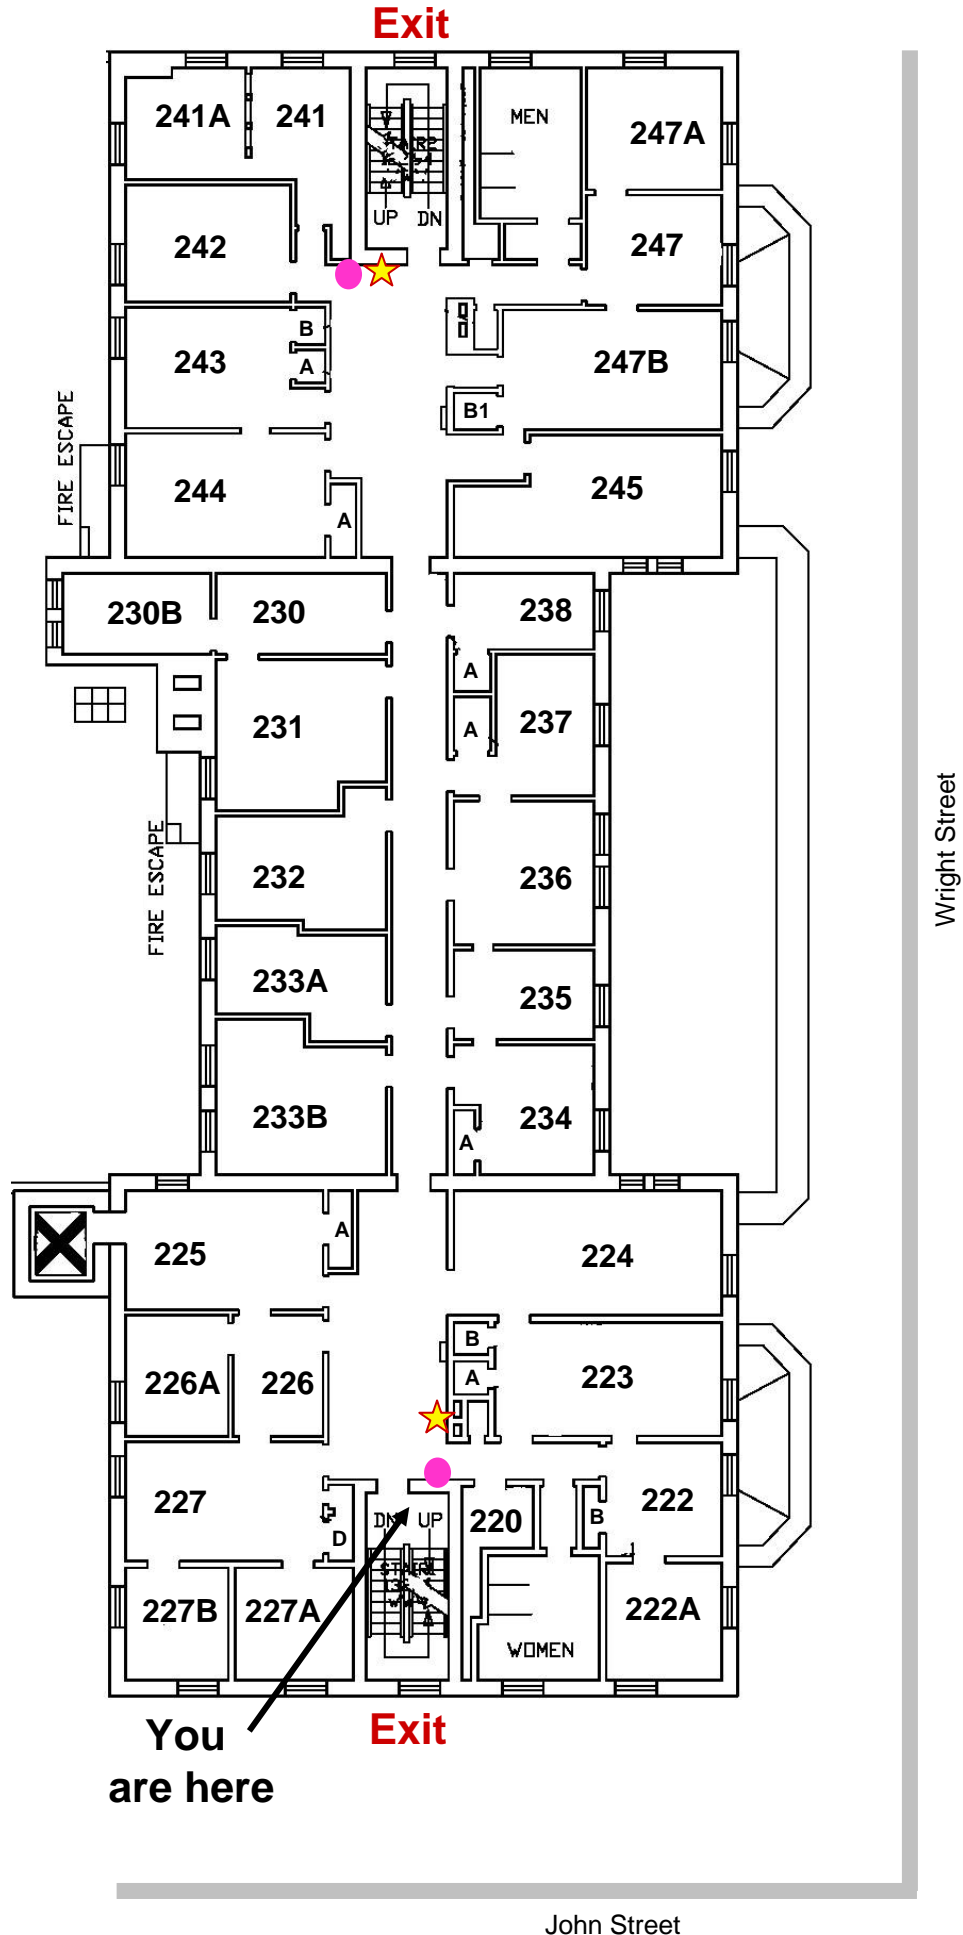 Exit
241A
241
MEN
247A
UP
DN
242
247
B
243
A
247B
B1
FIRE ESCAPE
244
A
245
230B
230
238
A
231
A
237
FIRE ESCAPE
232
236
233A
235
233B
234
A
Wright Street
225
A
224
B
226A
226
A
223
227
D
DN
UP
220
B
222
227B
227A
222A
WOMEN
You
are here
Exit
John Street